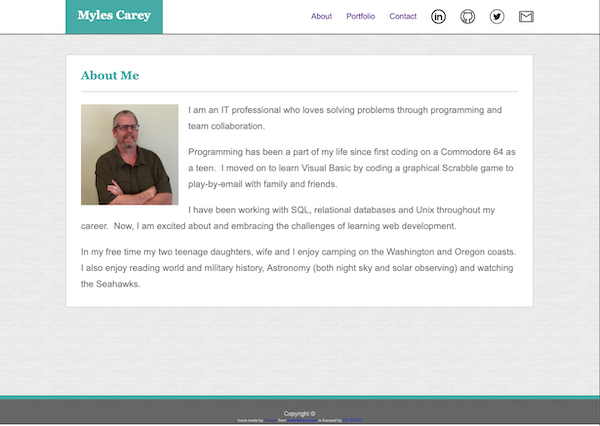 Myles Carey
About Portfolio Contact
About Me
I am an IT professional who loves solving problems through programming and
team collaboration.
Programming has been a part of my life since first coding on a Commodore 64 as
a teen. I moved on to learn Visual Basic by coding a graphical Scrabble game to
play-by-email with family and friends.
I have been working with SQL, relational databases and Unix throughout my
career. Now, I am excited about and embracing the challenges of learning web development.
In my free time my two teenage daughters, wife and I enjoy camping on the Washington and Oregon coasts.
I also enjoy reading world and military history, Astronomy (both night sky and solar observing) and watching
the Seahawks.
Copyright ©
Icons made by from is licensed by